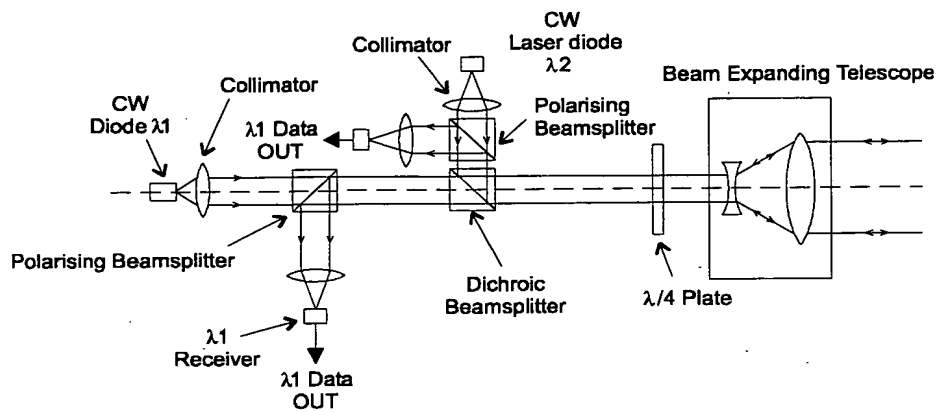 CW
Laser diode
λ2
Collimator
Beam Expanding Telescope
Collimator
CW
Diode λ1
Polarising
Beamsplitter
λ1 Data
OUT
Polarising Beamsplitter
Dichroic
Beamsplitter
λ/4 Plate
λ1
Receiver
λ1 Data
OUT